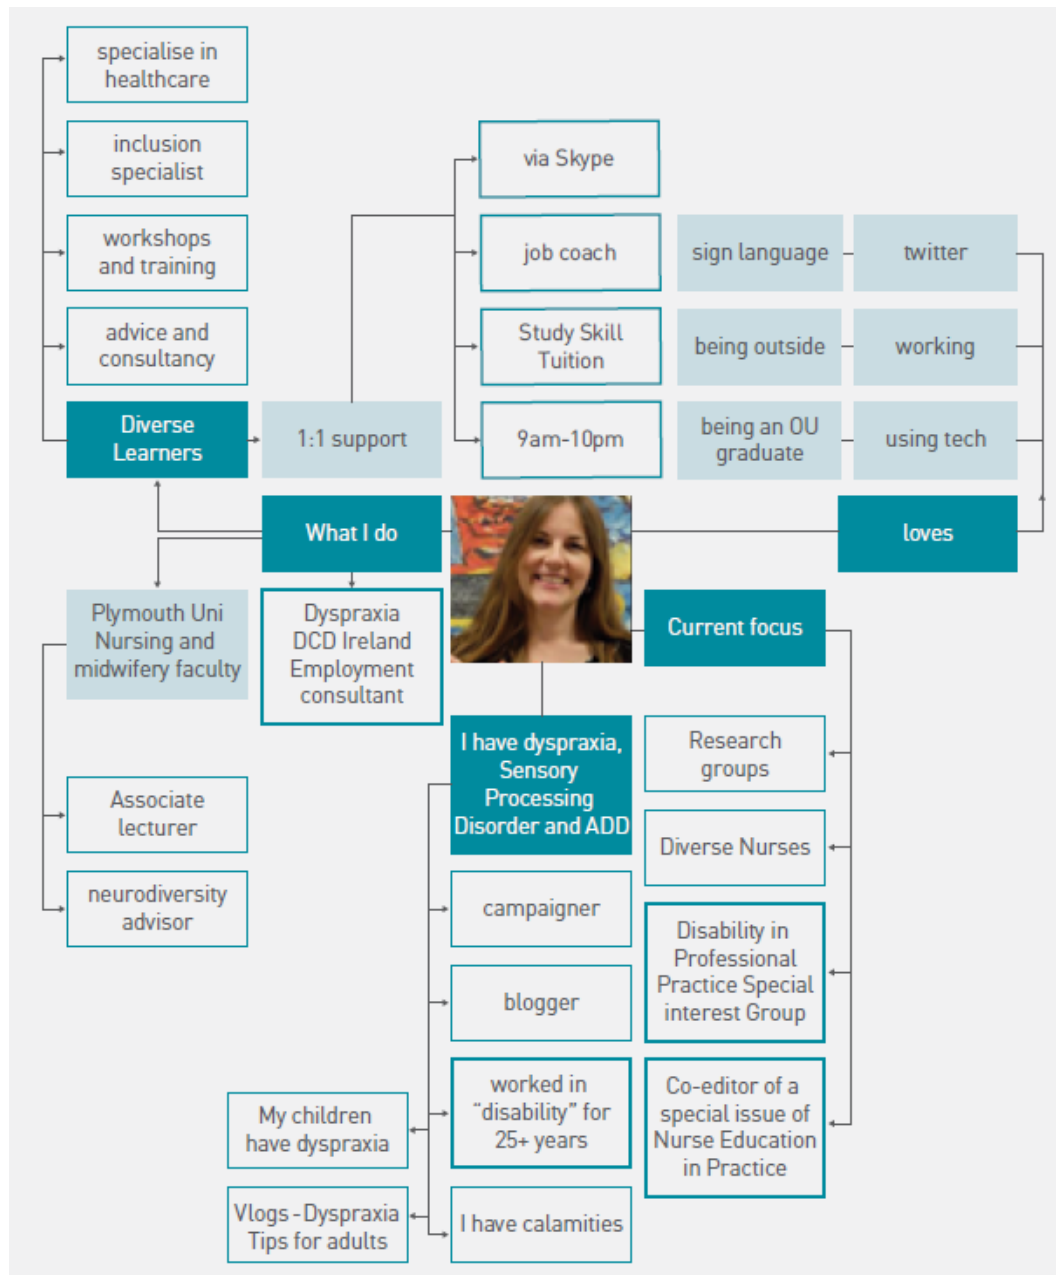 specialise in
healthcare
inclusion
specialist
workshops
and training
advice and
consultancy
Diverse
Learners
1:1 support
via Skype
job coach
Study Skill
Tuition
9am-10pm
sign language
twitter
being outside
working
being an OU
graduate
using tech
What I do
loves
Plymouth Uni
Nursing and
midwifery faculty
Dyspraxia
DCD Ireland
Employment
consultant
Current focus
Associate
lecturer
neurodiversity
advisor
I have dyspraxia,
Sensory
Processing
Disorder and ADD
campaigner
blogger
worked in
“disability” for
25+ years
My children
have dyspraxia
Vlogs - Dyspraxia
Tips for adults
I have calamities
Research
groups
Diverse Nurses
Disability in
Professional
Practice Special
interest Group
Co-editor of a
special issue of
Nurse Education
in Practice